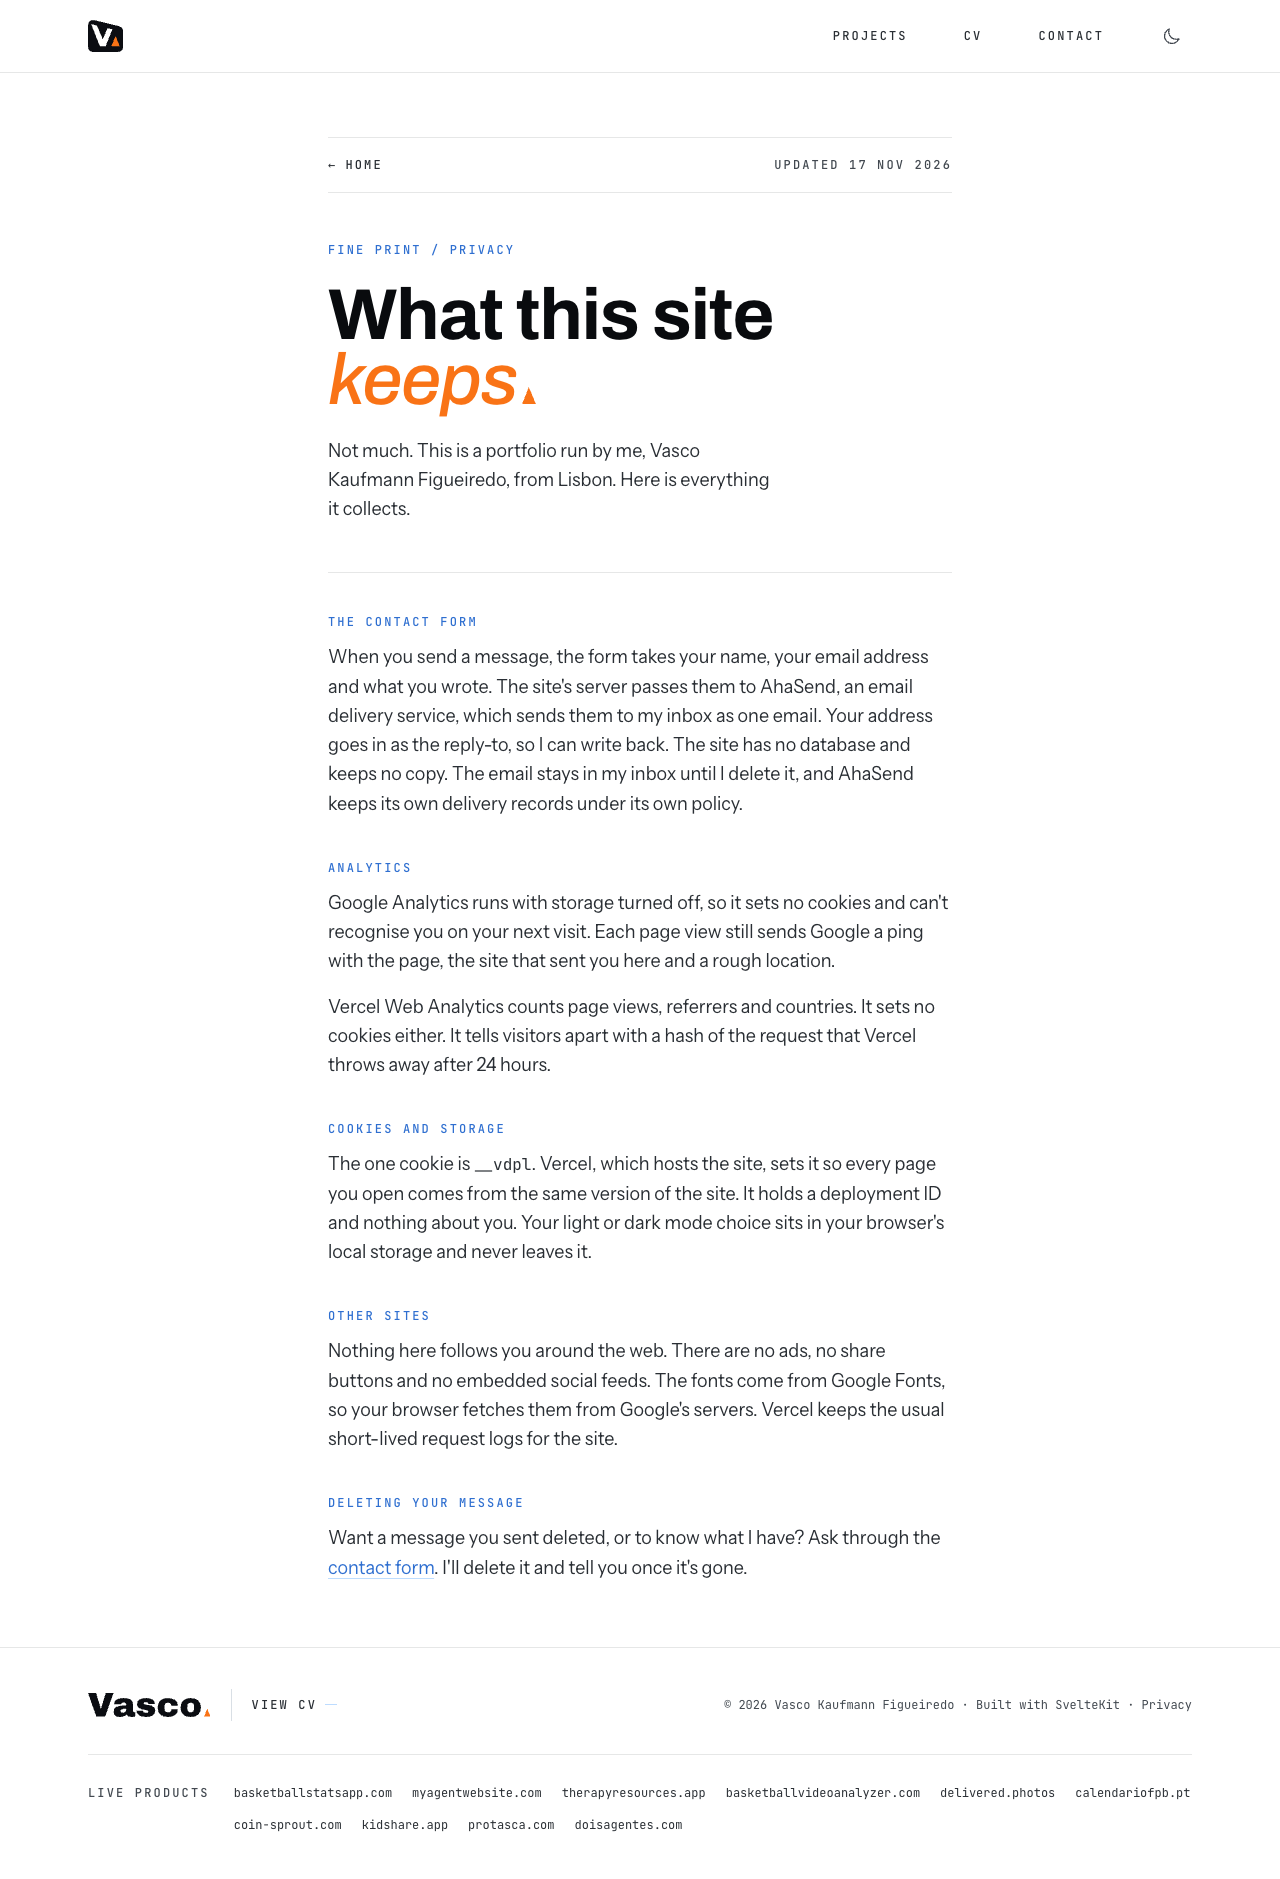 PROJECTS CV CONTACT
← HOME UPDATED 17 NOV 2026
FINE PRINT / PRIVACY
What this site
keeps.
Not much. This is a portfolio run by me, Vasco
Kaufmann Figueiredo, from Lisbon. Here is everything
it collects.
THE CONTACT FORM
When you send a message, the form takes your name, your email address
and what you wrote. The site's server passes them to AhaSend, an email
delivery service, which sends them to my inbox as one email. Your address
goes in as the reply-to, so I can write back. The site has no database and
keeps no copy. The email stays in my inbox until I delete it, and AhaSend
keeps its own delivery records under its own policy.
ANALYTICS
Google Analytics runs with storage turned off, so it sets no cookies and can't
recognise you on your next visit. Each page view still sends Google a ping
with the page, the site that sent you here and a rough location.
Vercel Web Analytics counts page views, referrers and countries. It sets no
cookies either. It tells visitors apart with a hash of the request that Vercel
throws away after 24 hours.
COOKIES AND STORAGE
The one cookie is __vdpl. Vercel, which hosts the site, sets it so every page
you open comes from the same version of the site. It holds a deployment ID
and nothing about you. Your light or dark mode choice sits in your browser's
local storage and never leaves it.
OTHER SITES
Nothing here follows you around the web. There are no ads, no share
buttons and no embedded social feeds. The fonts come from Google Fonts,
so your browser fetches them from Google's servers. Vercel keeps the usual
short-lived request logs for the site.
DELETING YOUR MESSAGE
Want a message you sent deleted, or to know what I have? Ask through the
contact form. I'll delete it and tell you once it's gone.
Vasco. VIEW CV — © 2026 Vasco Kaufmann Figueiredo · Built with SvelteKit · Privacy
LIVE PRODUCTS basketballstatsapp.com myagentwebsite.com therapyresources.app basketballvideoanalyzer.com delivered.photos calendariofpb.pt
coin-sprout.com kidshare.app protasca.com doisagentes.com